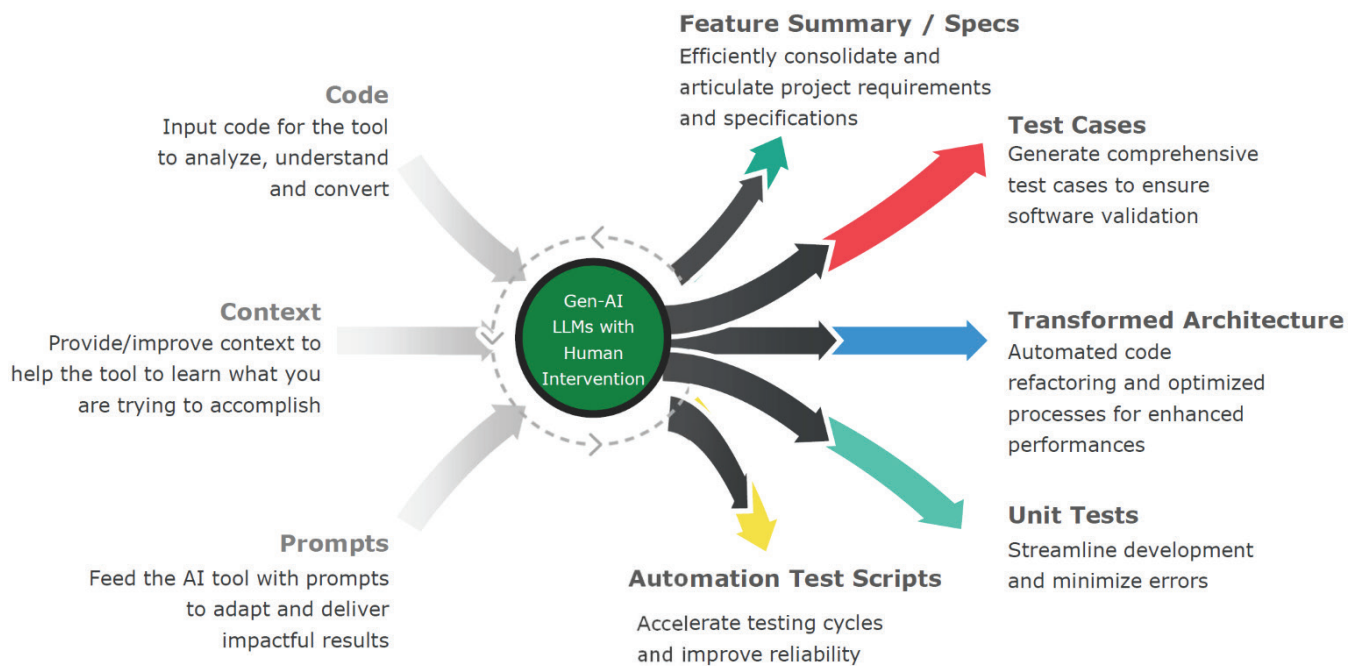 Code
Input code for the tool
to analyze, understand
and convert
Context
Provide/improve context to
help the tool to learn what you
are trying to accomplish
Prompts
Feed the AI tool with prompts
to adapt and deliver
impactful results
Gen-AI
LLMs with
Human
Intervention
Feature Summary / Specs
Efficiently consolidate and
articulate project requirements
and specifications
Test Cases
Generate comprehensive
test cases to ensure
software validation
Transformed Architecture
Automated code
refactoring and optimized
processes for enhanced
performances
Unit Tests
Streamline development
and minimize errors
Automation Test Scripts
Accelerate testing cycles
and improve reliability